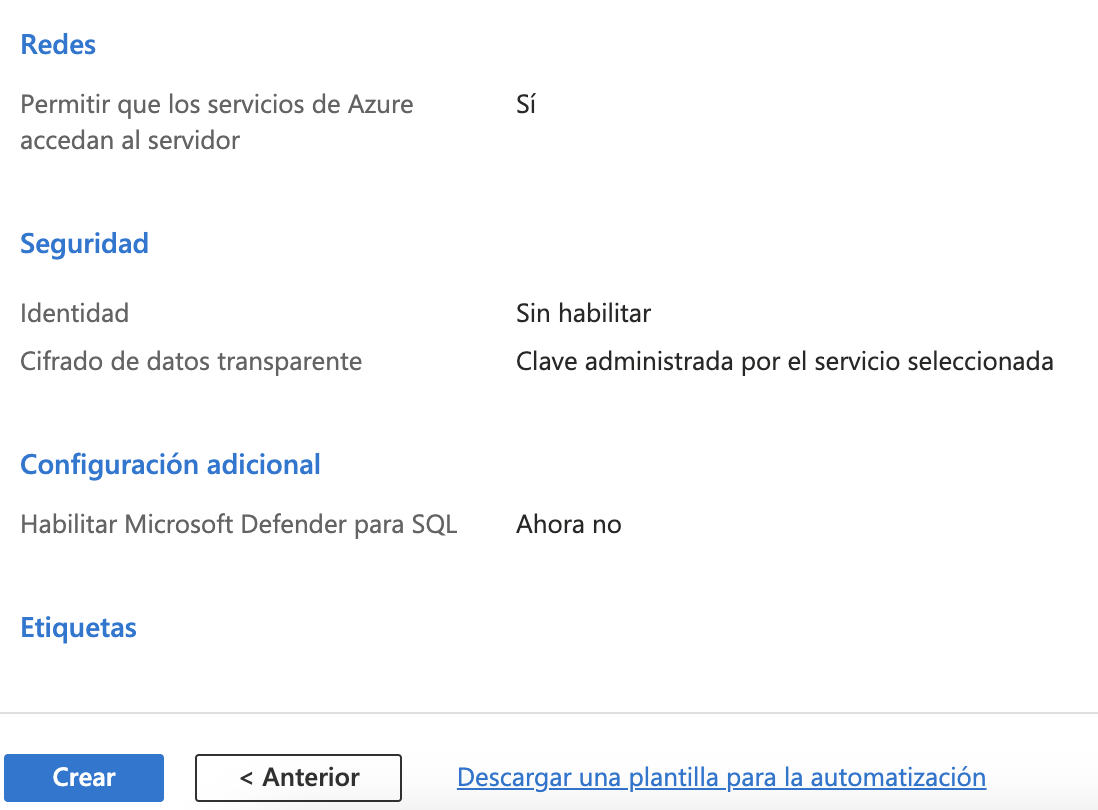 Redes
Permitir que los servicios de Azure Sí
accedan al servidor
Seguridad
Identidad Sin habilitar
Cifrado de datos transparente Clave administrada por el servicio seleccionada
Configuración adicional
Habilitar Microsoft Defender para SQL Ahora no
Etiquetas
Crear < Anterior Descargar una plantilla para la automatización